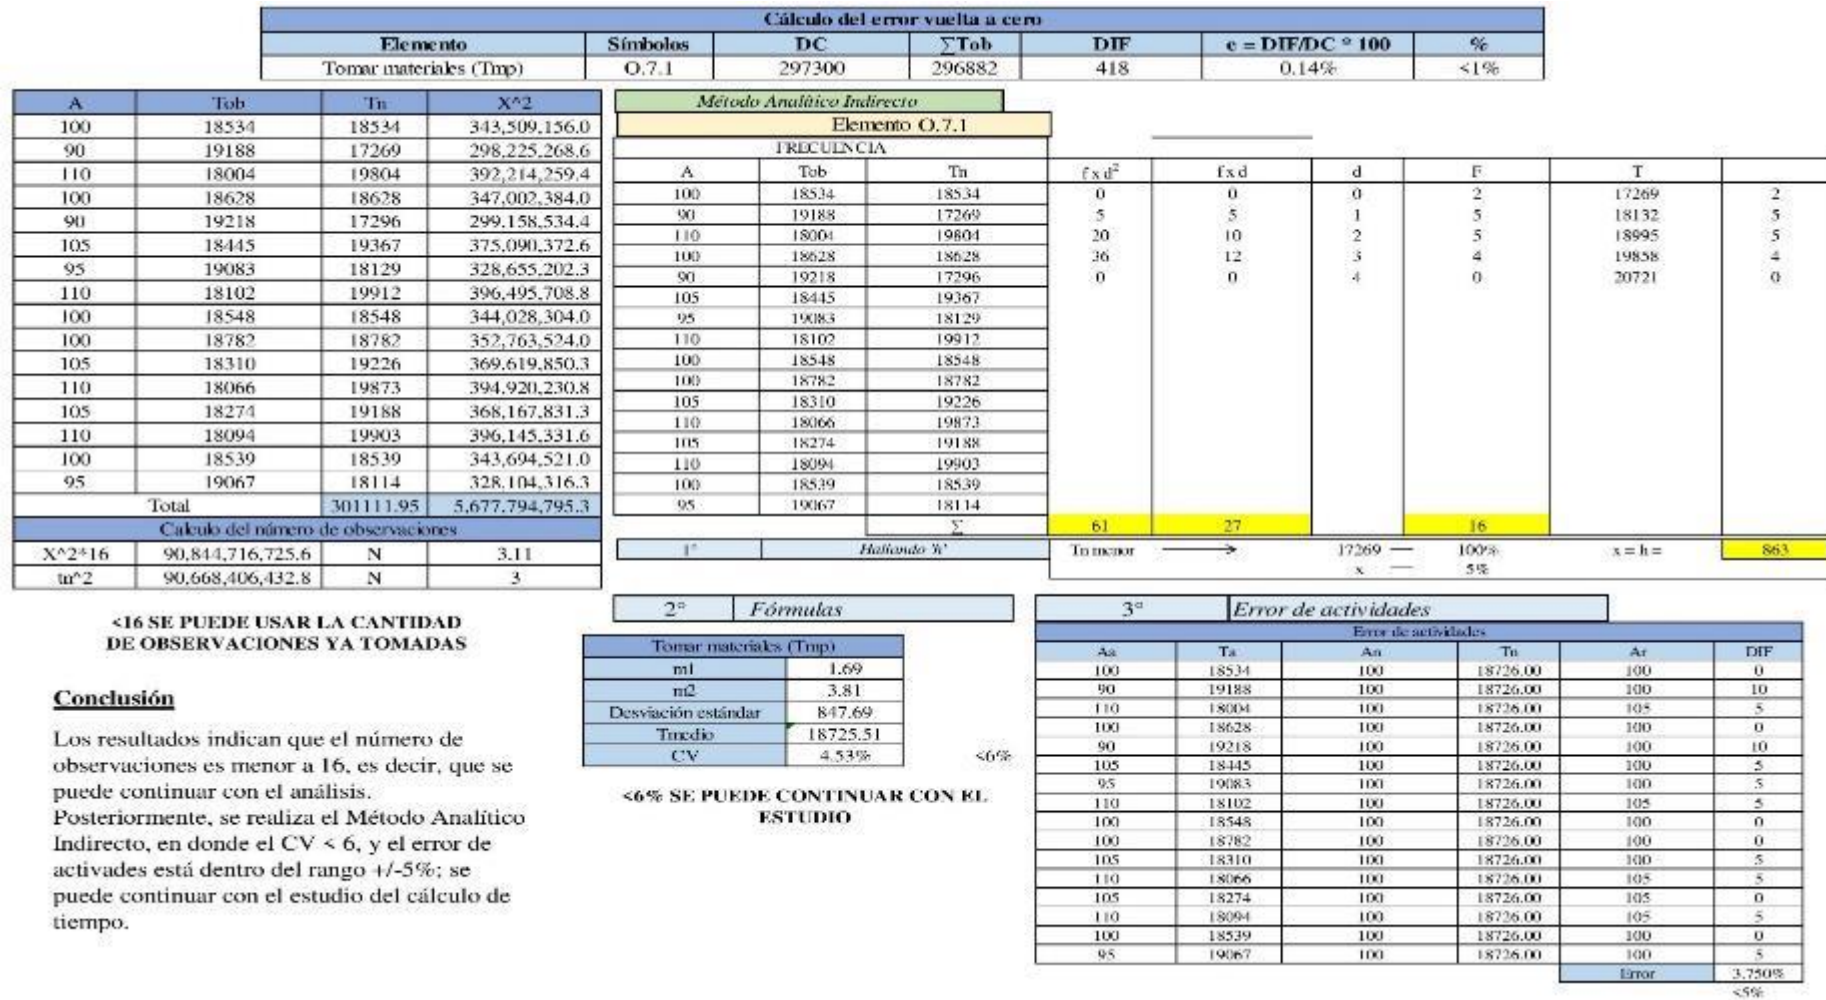 Cálculo del error vuelta a cero
Elemento Símbolos DC ∑Tob DIF e = DIF/DC * 100 %
Tomar materiales (Tmp) O.7.1 297300 296882 418 0.14% <1%
A Tob Tn X^2
100 18534 18534 343,509,156.0
90 19188 17269 298,225,268.6
110 18004 19804 392,214,259.4
100 18628 18628 347,002,384.0
90 19218 17296 299.158,534.4
105 18445 19367 375.090,372.6
95 19083 18129 328,655,202.3
110 18102 19912 396,495,708.8
100 18548 18548 344,028,304.0
100 18782 18782 352,763,524.0
105 18310 19226 369.619,850.3
110 18066 19873 394,920,230.8
105 18274 19188 368,167,831.3
110 18094 19903 396,145,331.6
100 18539 18539 343,694,521.0
95 19067 18114 328,104,316.3
Total 301111.95 5,677,794,795.3
Calculo del número de observaciones
X^2*16 90,844,716,725.6 N 3.11
tn^2 90,668,406,432.8 N 3
<16 SE PUEDE USAR LA CANTIDAD
DE OBSERVACIONES YA TOMADAS
Conclusión
Los resultados indican que el número de
observaciones es menor a 16, es decir, que se
puede continuar con el análisis.
Posteriormente, se realiza el Método Analítico
Indirecto, en donde el CV < 6, y el error de
activades está dentro del rango +/-5%; se
puede continuar con el estudio del cálculo de
tiempo.
Método Analítico Indirecto
Elemento O.7.1
FRECUENCIA
A Tob Tn f x d² f x d d F T
100 18534 18534 0 0 0 2 17269 2
90 19188 17269 5 5 1 5 18132 5
110 18004 19804 20 10 2 5 18995 5
100 18628 18628 36 12 3 4 19858 4
90 19218 17296 0 0 4 0 20721 0
105 18445 19367
95 19083 18129
110 18102 19912
100 18548 18548
100 18782 18782
105 18310 19226
110 18066 19873
105 18274 19188
110 18094 19903
100 18539 18539
95 19067 18114
∑ 61 27 16
1° Hallando 'h' Tn menor → 17269 — 100% x = h = 863
x — 5%
2° Fórmulas
Tomar materiales (Tmp)
m1 1.69
m2 3.81
Desviación estándar 847.69
Tmedio 18725.51
CV 4.53% <6%
<6% SE PUEDE CONTINUAR CON EL
ESTUDIO
3° Error de actividades
Error de actividades
Aa Ta An Tn Ar DIF
100 18534 100 18726.00 100 0
90 19188 100 18726.00 100 10
110 18004 100 18726.00 105 5
100 18628 100 18726.00 100 0
90 19218 100 18726.00 100 10
105 18445 100 18726.00 100 5
95 19083 100 18726.00 100 5
110 18102 100 18726.00 105 5
100 18548 100 18726.00 100 0
100 18782 100 18726.00 100 0
105 18310 100 18726.00 100 5
110 18066 100 18726.00 105 5
105 18274 100 18726.00 105 0
110 18094 100 18726.00 105 5
100 18539 100 18726.00 100 0
95 19067 100 18726.00 100 5
Error 3.750%
<5%